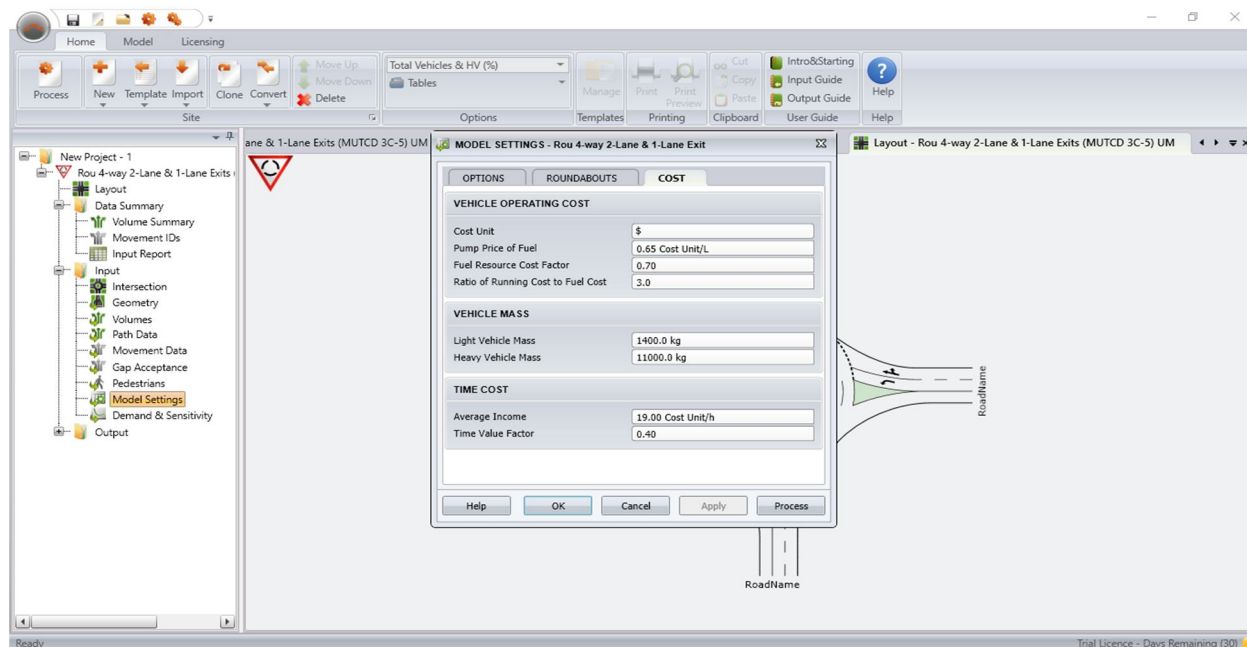 Home Model Licensing
Process
New Template Import
Clone Convert
Move Up
Move Down
Delete
Site
Total Vehicles & HV (%)
Tables
Options
Manage
Templates
Print Print Preview
Printing
Cut
Copy
Paste
Clipboard
Intro&Starting
Input Guide
Output Guide
User Guide
Help
Help
ane & 1-Lane Exits (MUTCD 3C-5) UM
Layout - Rou 4-way 2-Lane & 1-Lane Exits (MUTCD 3C-5) UM
New Project - 1
Rou 4-way 2-Lane & 1-Lane Exits
Layout
Data Summary
Volume Summary
Movement IDs
Input Report
Input
Intersection
Geometry
Volumes
Path Data
Movement Data
Gap Acceptance
Pedestrians
Model Settings
Demand & Sensitivity
Output
MODEL SETTINGS - Rou 4-way 2-Lane & 1-Lane Exit
OPTIONS ROUNDABOUTS COST
VEHICLE OPERATING COST
Cost Unit $
Pump Price of Fuel 0.65 Cost Unit/L
Fuel Resource Cost Factor 0.70
Ratio of Running Cost to Fuel Cost 3.0
VEHICLE MASS
Light Vehicle Mass 1400.0 kg
Heavy Vehicle Mass 11000.0 kg
TIME COST
Average Income 19.00 Cost Unit/h
Time Value Factor 0.40
Help OK Cancel Apply Process
RoadName
RoadName
Ready
Trial Licence - Days Remaining (30)